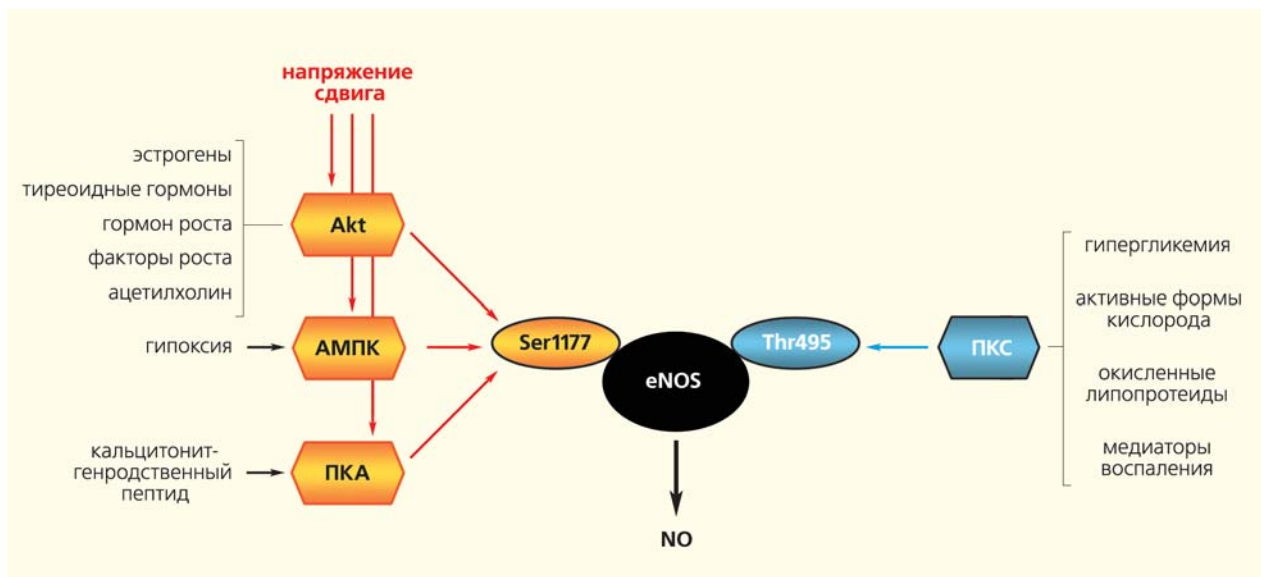 напряжение
сдвига
эстрогены
тиреоидные гормоны
гормон роста
факторы роста
ацетилхолин
Akt
гипоксия
АМПК
кальцитонит-
генродственный
пептид
ПКА
Ser1177
eNOS
Thr495
ПКС
NO
гипергликемия
активные формы
кислорода
окисленные
липопротеиды
медиаторы
воспаления